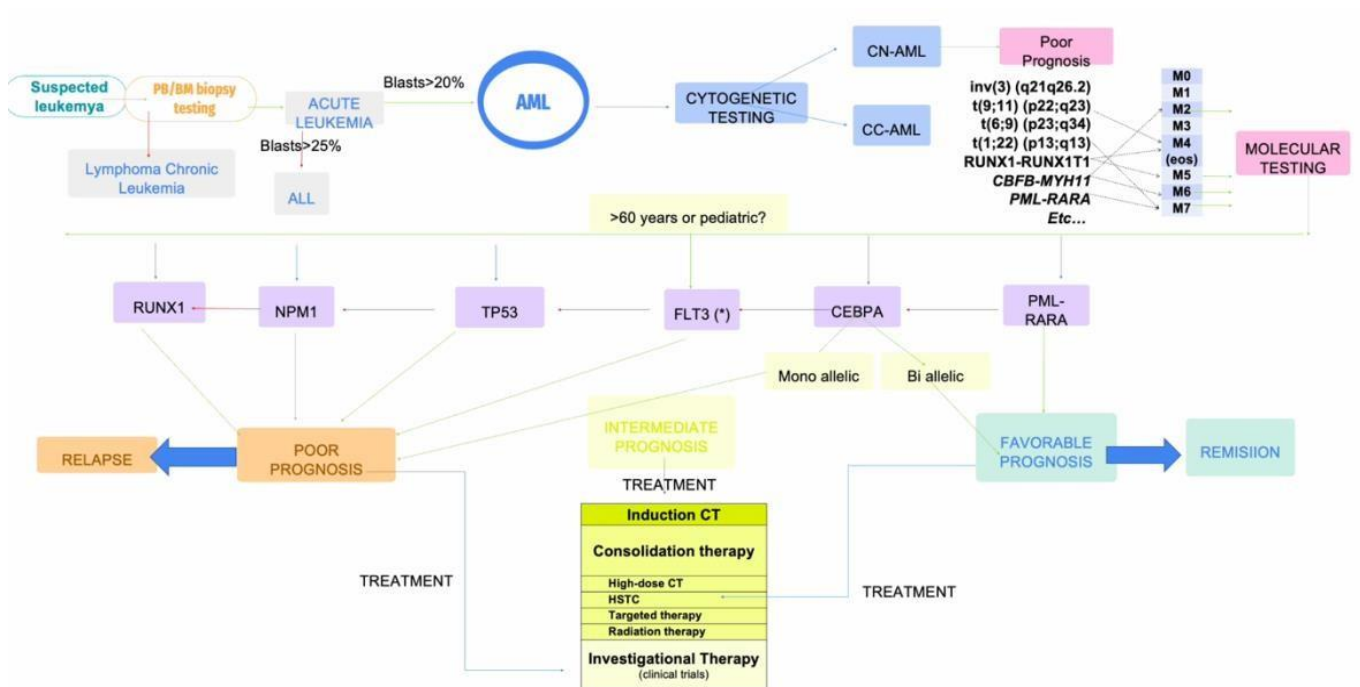 Suspected
leukemya
PB/BM biopsy
testing
Lymphoma Chronic
Leukemia
ACUTE
LEUKEMIA
Blasts>20%
Blasts>25%
ALL
AML
CYTOGENETIC
TESTING
CN-AML
CC-AML
Poor
Prognosis
inv(3) (q21q26.2)
t(9;11) (p22;q23)
t(6;9) (p23;q34)
t(1;22) (p13;q13)
RUNX1-RUNX1T1
CBFB-MYH11
PML-RARA
Etc...
M0
M1
M2
M3
M4
(eos)
M5
M6
M7
MOLECULAR
TESTING
>60 years or pediatric?
RUNX1
NPM1
TP53
FLT3 (*)
CEBPA
PML-
RARA
Mono allelic
Bi allelic
RELAPSE
POOR
PROGNOSIS
INTERMEDIATE
PROGNOSIS
FAVORABLE
PROGNOSIS
REMISIION
TREATMENT
TREATMENT
TREATMENT
Induction CT
Consolidation therapy
High-dose CT
HSTC
Targeted therapy
Radiation therapy
Investigational Therapy
(clinical trials)